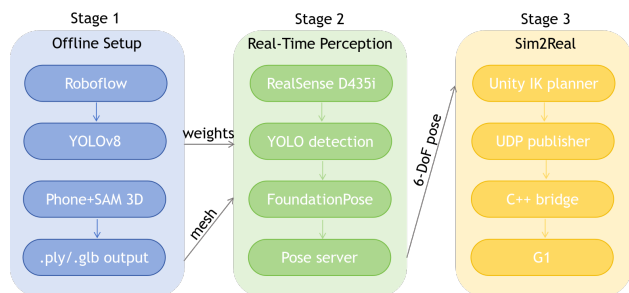 Stage 1
Offline Setup
Roboflow
YOLOv8
Phone+SAM 3D
.ply/.glb output
weights
mesh
Stage 2
Real-Time Perception
RealSense D435i
YOLO detection
FoundationPose
Pose server
6-DoF pose
Stage 3
Sim2Real
Unity IK planner
UDP publisher
C++ bridge
G1